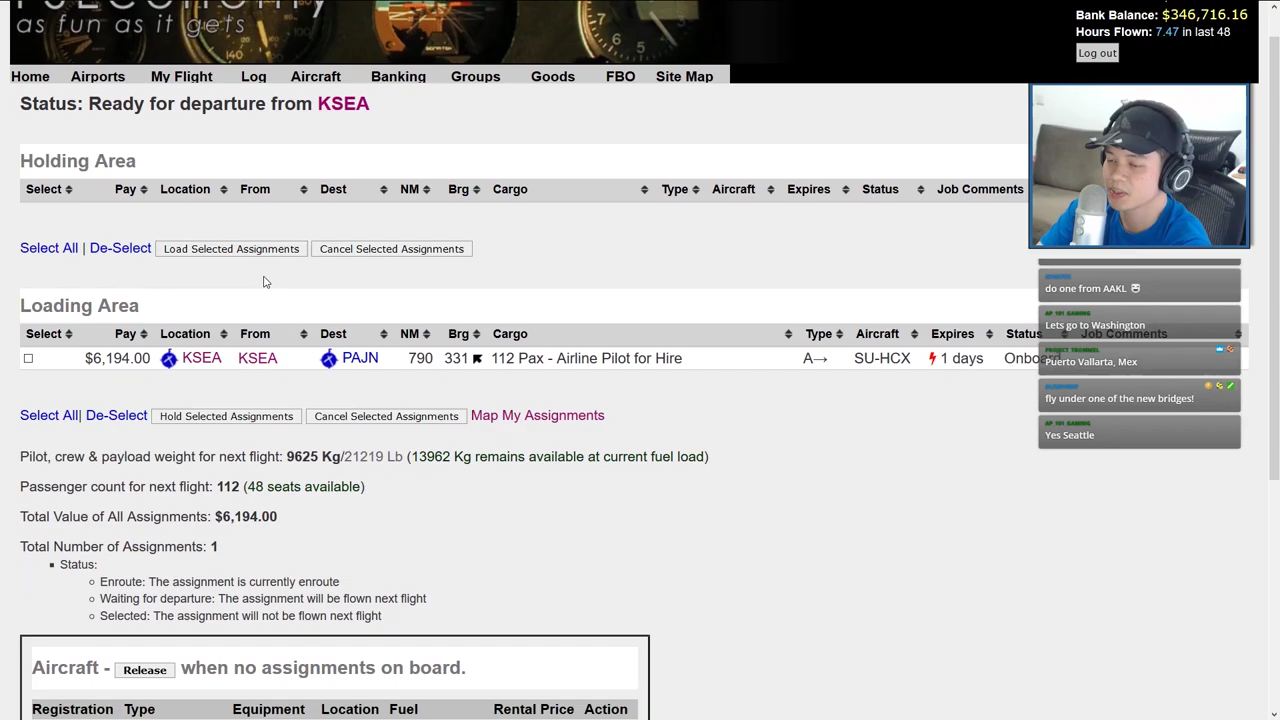 as fun as it gets
Bank Balance: $346,716.16
Hours Flown: 7.47 in last 48
Log out
Home Airports My Flight Log Aircraft Banking Groups Goods FBO Site Map
Status: Ready for departure from KSEA
Holding Area
Select Pay Location From Dest NM Brg Cargo Type Aircraft Expires Status Job Comments
Select All | De-Select Load Selected Assignments Cancel Selected Assignments
Loading Area
Select Pay Location From Dest NM Brg Cargo Type Aircraft Expires Status Job Comments
$6,194.00 KSEA KSEA PAJN 790 331 112 Pax - Airline Pilot for Hire A→ SU-HCX 1 days Onboard
Select All| De-Select Hold Selected Assignments Cancel Selected Assignments Map My Assignments
Pilot, crew & payload weight for next flight: 9625 Kg/21219 Lb (13962 Kg remains available at current fuel load)
Passenger count for next flight: 112 (48 seats available)
Total Value of All Assignments: $6,194.00
Total Number of Assignments: 1
Status:
Enroute: The assignment is currently enroute
Waiting for departure: The assignment will be flown next flight
Selected: The assignment will not be flown next flight
Aircraft - Release when no assignments on board.
Registration Type Equipment Location Fuel Rental Price Action
do one from AAKL
AP 101 GAMING
Lets go to Washington
PROJECT TROMMEL
Puerto Vallarta, Mex
fly under one of the new bridges!
AP 101 GAMING
Yes Seattle